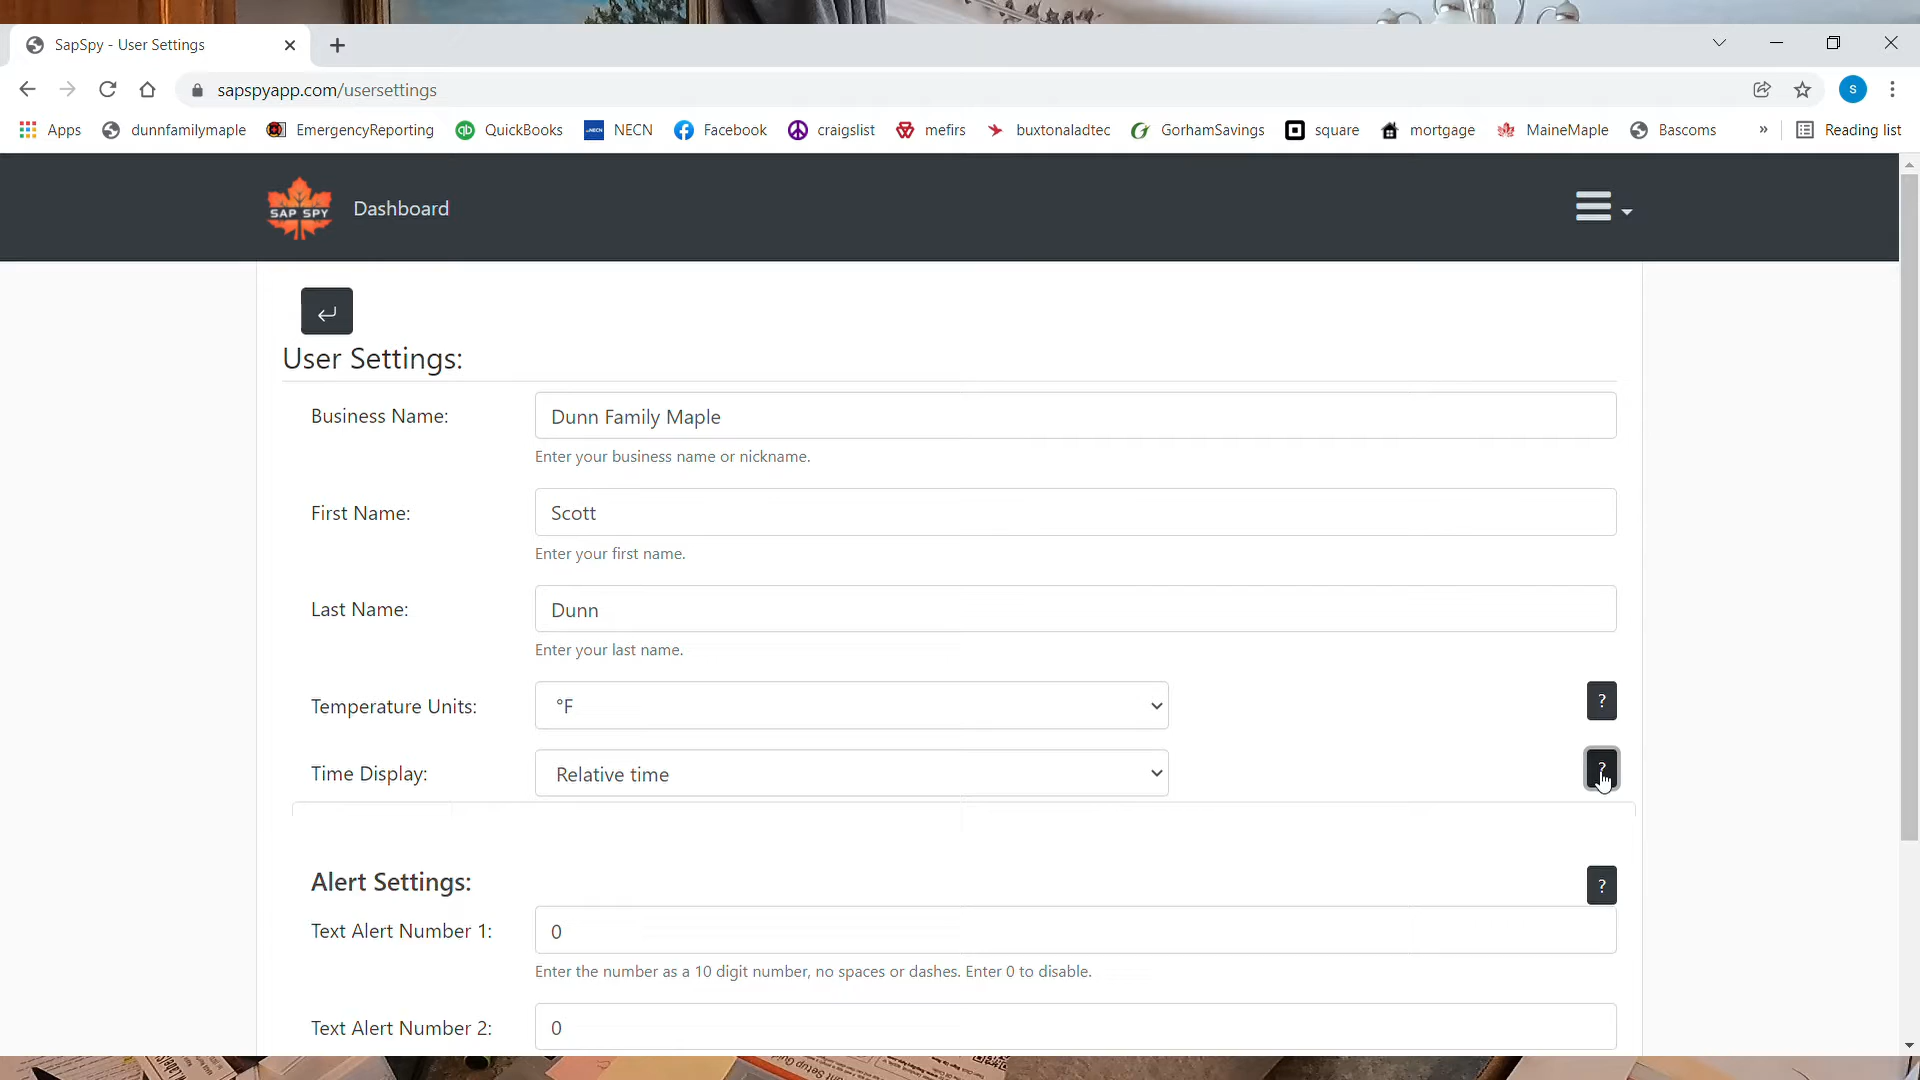 SapSpy - User Settings
sapspyapp.com/usersettings
S
Apps dunnfamilymaple EmergencyReporting qb QuickBooks NECN NECN Facebook craigslist mefirs buxtonaladtec GorhamSavings square mortgage MaineMaple Bascoms » Reading list
SAP SPY Dashboard
User Settings:
Business Name: Dunn Family Maple
Enter your business name or nickname.
First Name: Scott
Enter your first name.
Last Name: Dunn
Enter your last name.
Temperature Units: °F ?
Time Display: Relative time ?
Alert Settings: ?
Text Alert Number 1: 0
Enter the number as a 10 digit number, no spaces or dashes. Enter 0 to disable.
Text Alert Number 2: 0